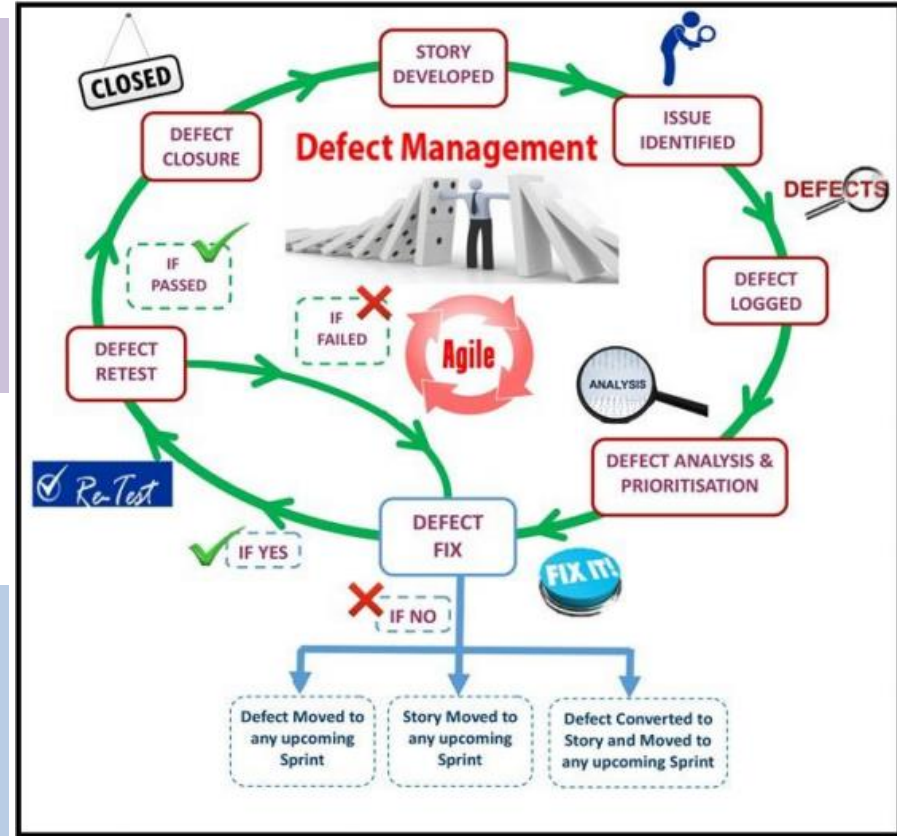 CLOSED
STORY
DEVELOPED
ISSUE
IDENTIFIED
DEFECT
CLOSURE
Defect Management
DEFECTS
IF
PASSED
IF
FAILED
Agile
DEFECT
LOGGED
DEFECT
RETEST
ANALYSIS
DEFECT ANALYSIS &
PRIORITISATION
Re-Test
DEFECT
FIX
IF YES
FIX IT!
IF NO
Defect Moved to
any upcoming
Sprint
Story Moved to
any upcoming
Sprint
Defect Converted to
Story and Moved to
any upcoming Sprint